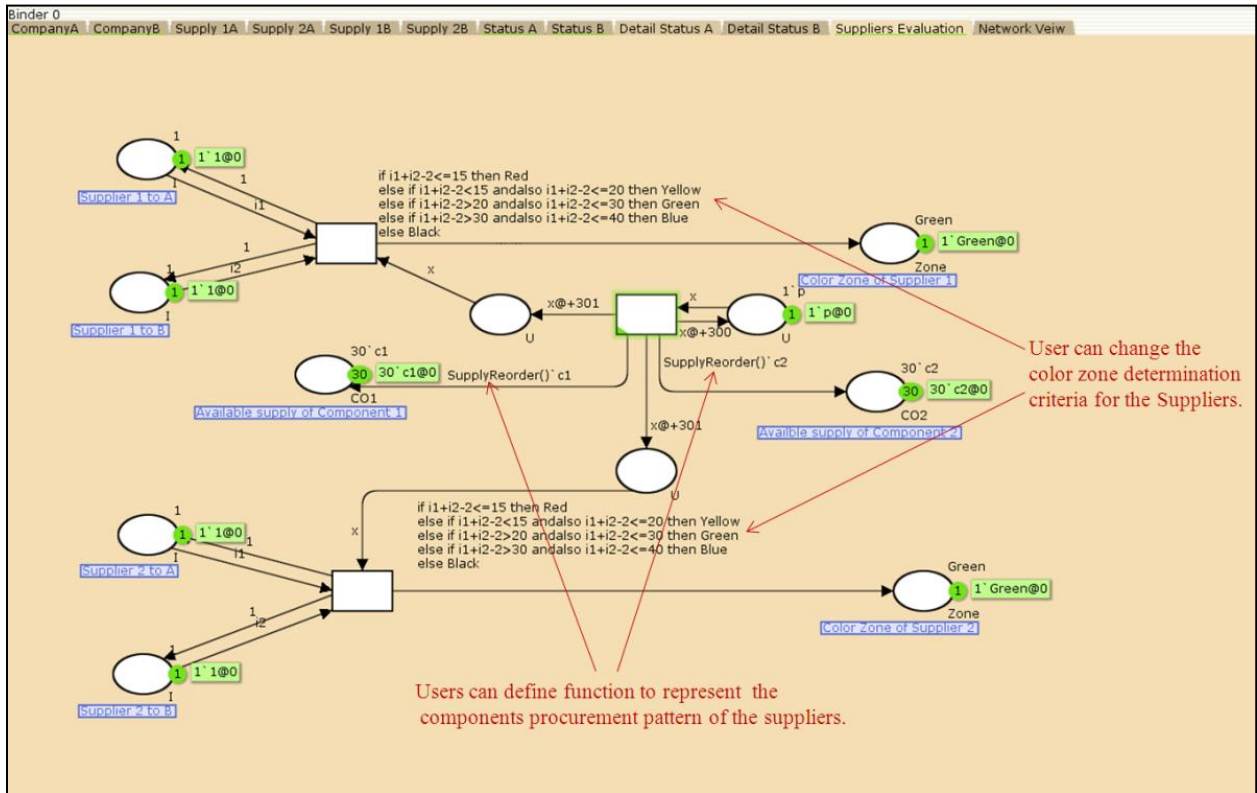 Binder 0
CompanyA CompanyB Supply 1A Supply 2A Supply 1B Supply 2B Status A Status B Detail Status A Detail Status B Suppliers Evaluation Network Veiw
1
1 1`1@0
I
Supplier 1 to A
1
i1
if i1+i2-2<=15 then Red
else if i1+i2-2<15 andalso i1+i2-2<=20 then Yellow
else if i1+i2-2>20 andalso i1+i2-2<=30 then Green
else if i1+i2-2>30 andalso i1+i2-2<=40 then Blue
else Black
Green
1 1`Green@0
Zone
Color Zone of Supplier 1
1
1
i2
1 1`1@0
I
Supplier 1 to B
x
U
x@+301
x
x@+300
1`p
1 1`p@0
U
User can change the
color zone determination
criteria for the Suppliers.
30`c1
30 30`c1@0
CO1
Available supply of Component 1
SupplyReorder()`c1
SupplyReorder()`c2
30`c2
30 30`c2@0
CO2
Availble supply of Component 2
x@+301
U
x
if i1+i2-2<=15 then Red
else if i1+i2-2<15 andalso i1+i2-2<=20 then Yellow
else if i1+i2-2>20 andalso i1+i2-2<=30 then Green
else if i1+i2-2>30 andalso i1+i2-2<=40 then Blue
else Black
1
1 1`1@0
I
Supplier 2 to A
1
i1
Green
1 1`Green@0
Zone
Color Zone of Supplier 2
1
i2
1
1 1`1@0
I
Supplier 2 to B
Users can define function to represent the
components procurement pattern of the suppliers.